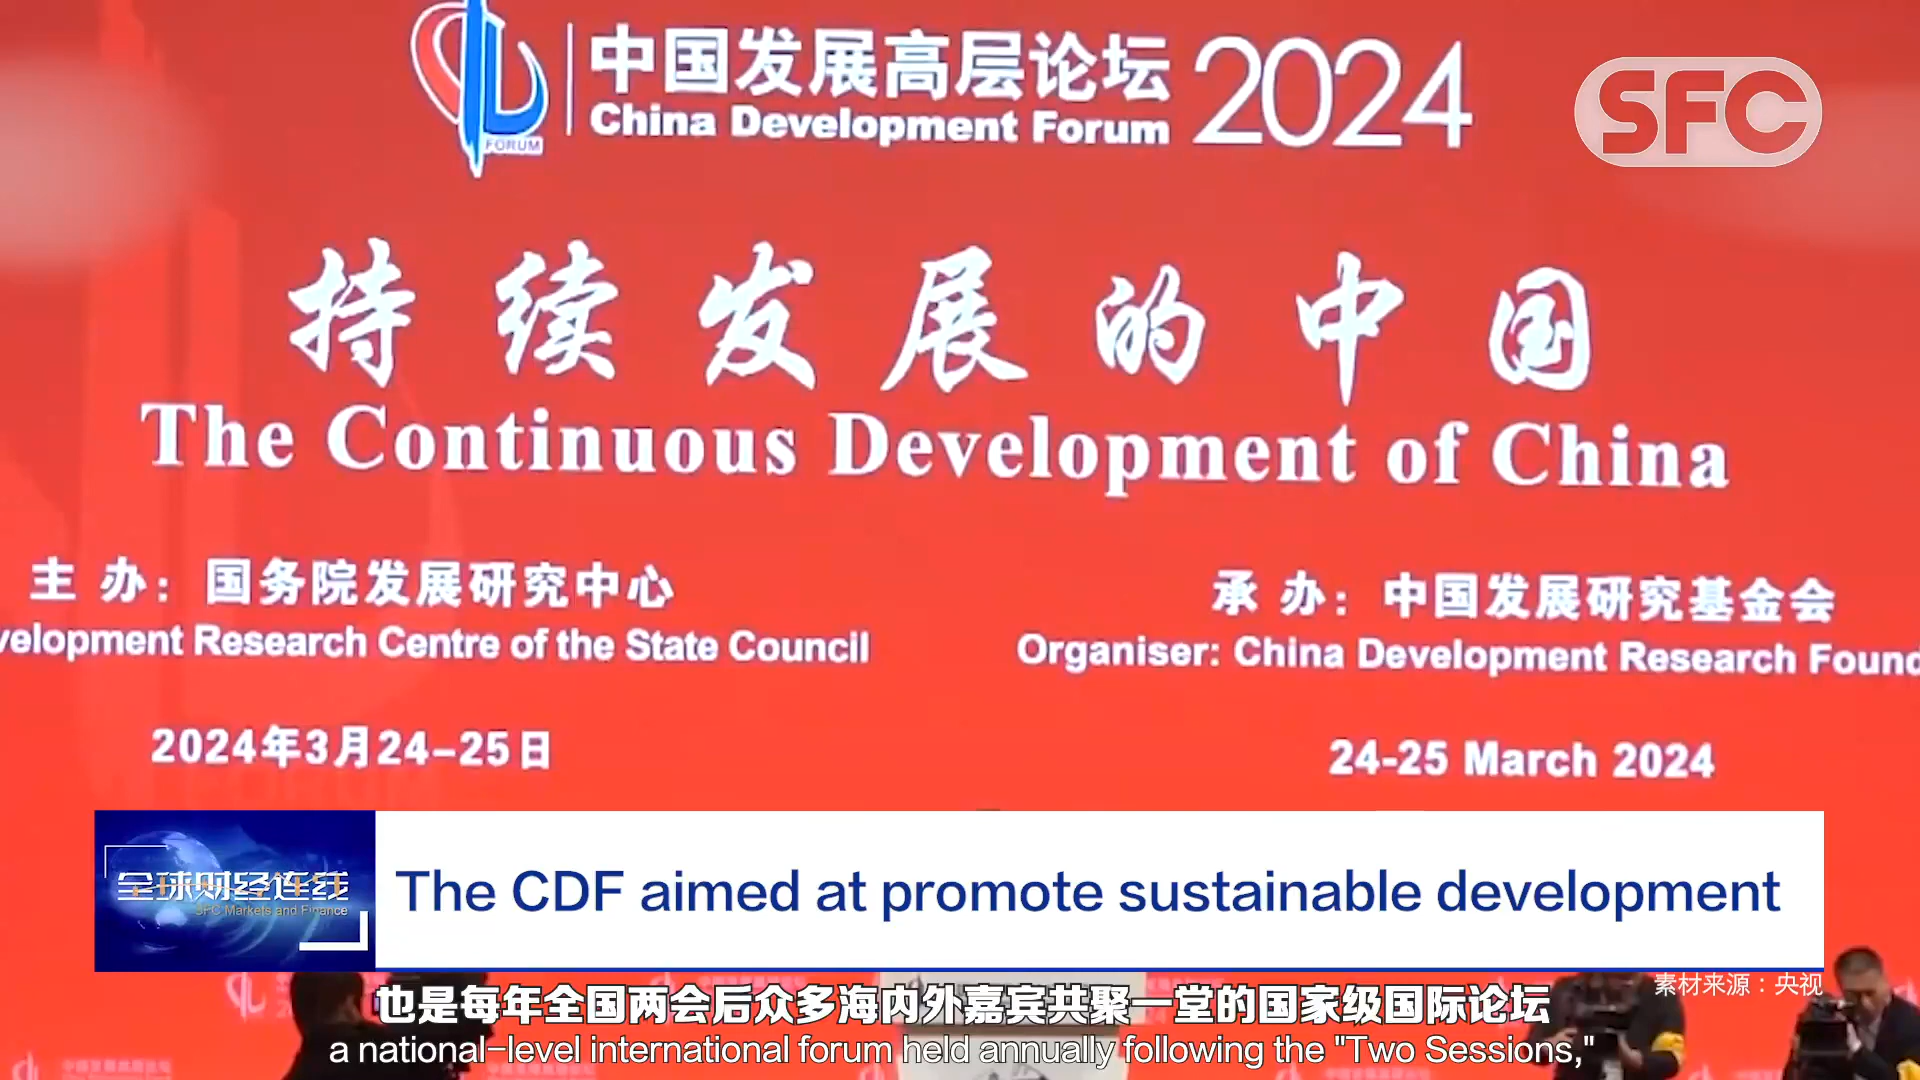 中国发展高层论坛 2024
China Development Forum
FORUM
SFC
持续发展的中国
The Continuous Development of China
主 办：国务院发展研究中心
velopment Research Centre of the State Council
承 办：中国发展研究基金会
Organiser: China Development Research Found
2024年3月24-25日
24-25 March 2024
全球财经连线
SFC Markets and Finance
The CDF aimed at promote sustainable development
素材来源：央视
也是每年全国两会后众多海内外嘉宾共聚一堂的国家级国际论坛
a national-level international forum held annually following the "Two Sessions,"